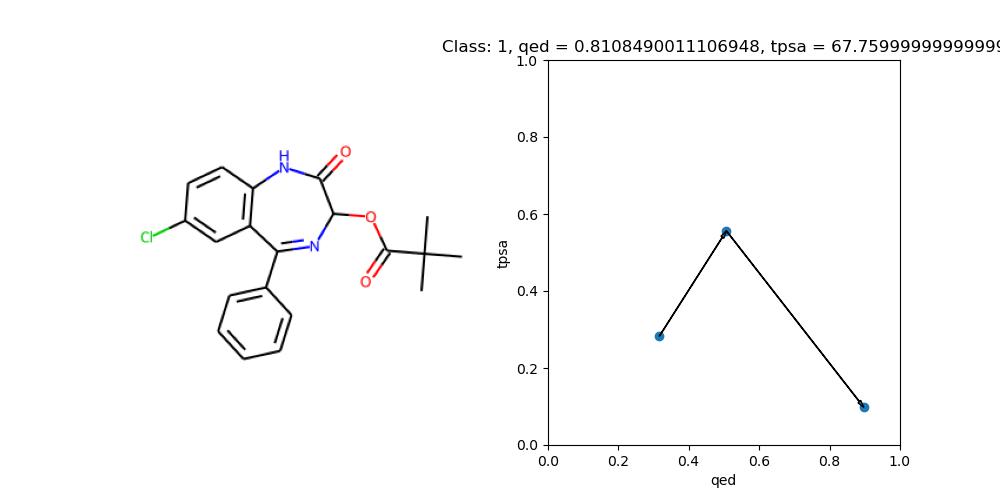 Class: 1, qed = 0.8108490011106948, tpsa = 67.75999999999999
1.0
0.8
0.6
0.4
0.2
0.0
tpsa
0.0 0.2 0.4 0.6 0.8 1.0
qed
H
N
O
O
N
O
Cl